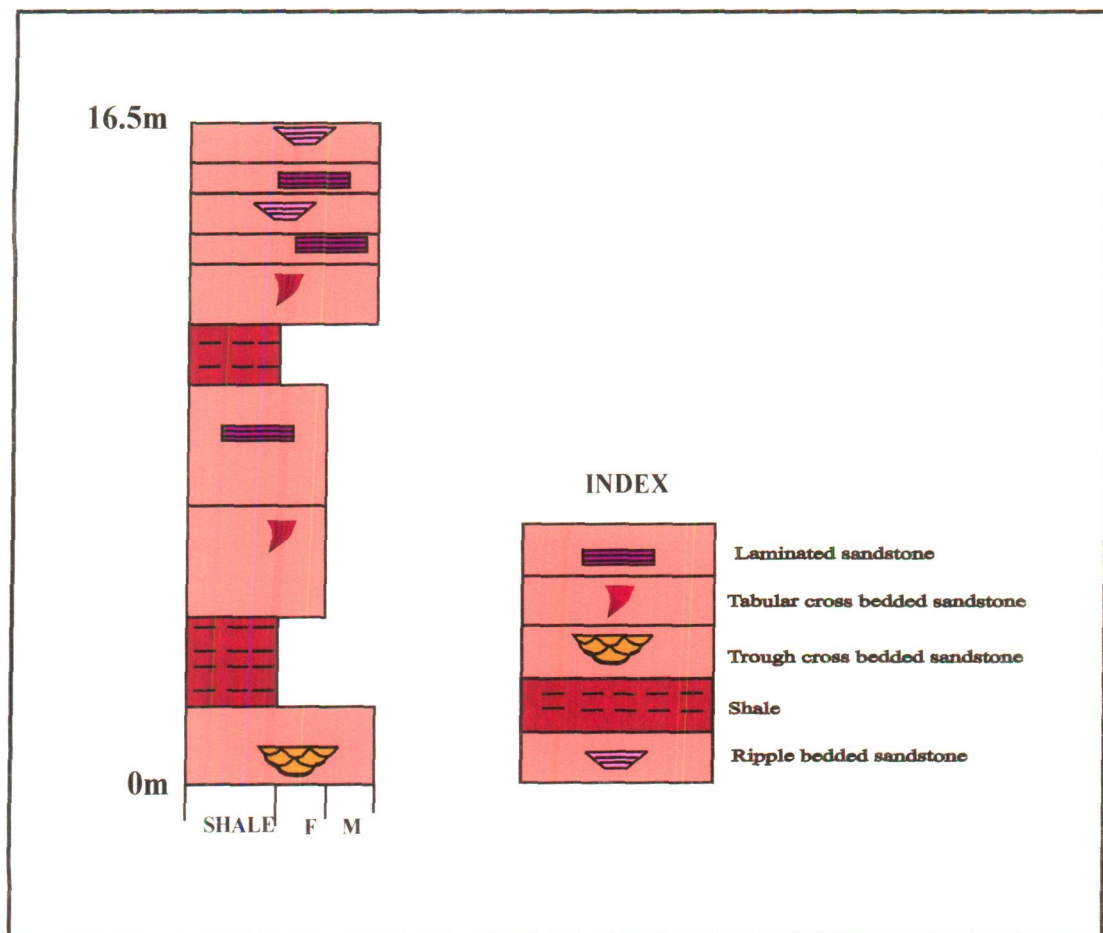 16.5m
0m
SHALE F M
INDEX
Laminated sandstone
Tabular cross bedded sandstone
Trough cross bedded sandstone
Shale
Ripple bedded sandstone